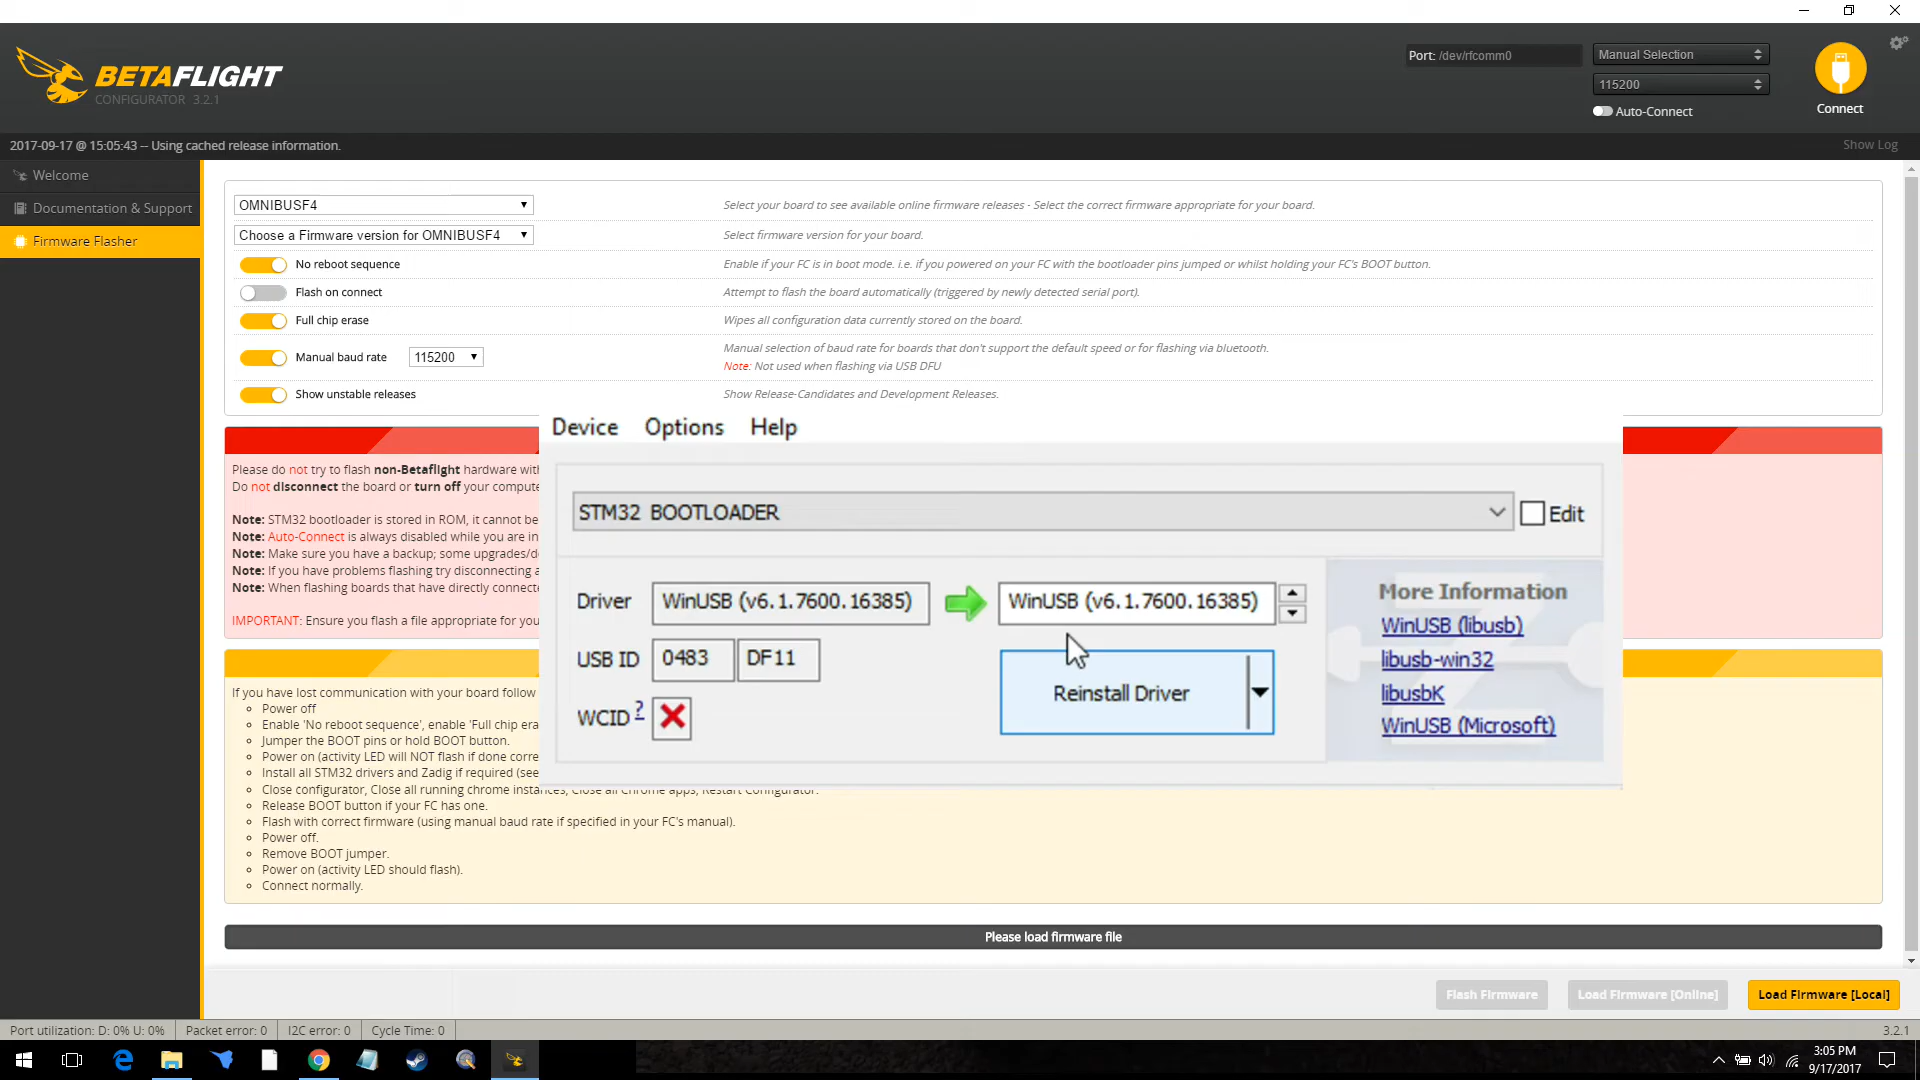 Port: /dev/rfcomm0
Manual Selection
BETAFLIGHT
CONFIGURATOR 3.2.1
115200
Auto-Connect
Connect
2017-09-17 @ 15:05:43 -- Using cached release information.
Show Log
Welcome
Documentation & Support
Firmware Flasher
OMNIBUSF4
Select your board to see available online firmware releases - Select the correct firmware appropriate for your board.
Choose a Firmware version for OMNIBUSF4
Select firmware version for your board.
No reboot sequence
Enable if your FC is in boot mode. i.e. if you powered on your FC with the bootloader pins jumped or whilst holding your FC's BOOT button.
Flash on connect
Attempt to flash the board automatically (triggered by newly detected serial port).
Full chip erase
Wipes all configuration data currently stored on the board.
Manual baud rate
115200
Manual selection of baud rate for boards that don't support the default speed or for flashing via bluetooth.
Note: Not used when flashing via USB DFU
Show unstable releases
Show Release-Candidates and Development Releases.
Device Options Help
STM32 BOOTLOADER
Edit
Driver
WinUSB (v6.1.7600.16385)
WinUSB (v6.1.7600.16385)
USB ID
0483 DF11
WCID ?
Reinstall Driver
More Information
WinUSB (libusb)
libusb-win32
libusbK
WinUSB (Microsoft)
Please do not try to flash non-Betaflight hardware wit
Do not disconnect the board or turn off your compute
Note: STM32 bootloader is stored in ROM, it cannot be
Note: Auto-Connect is always disabled while you are in
Note: Make sure you have a backup; some upgrades/d
Note: If you have problems flashing try disconnecting a
Note: When flashing boards that have directly connect
IMPORTANT: Ensure you flash a file appropriate for you
If you have lost communication with your board follow
Power off
Enable 'No reboot sequence', enable 'Full chip era
Jumper the BOOT pins or hold BOOT button.
Power on (activity LED will NOT flash if done corre
Install all STM32 drivers and Zadig if required (see
Close configurator, Close all running chrome instances, Close all Chrome apps, Restart Configurator.
Release BOOT button if your FC has one.
Flash with correct firmware (using manual baud rate if specified in your FC's manual).
Power off.
Remove BOOT jumper.
Power on (activity LED should flash).
Connect normally.
Please load firmware file
Flash Firmware
Load Firmware [Online]
Load Firmware [Local]
Port utilization: D: 0% U: 0%
Packet error: 0
I2C error: 0
Cycle Time: 0
3.2.1
3:05 PM
9/17/2017